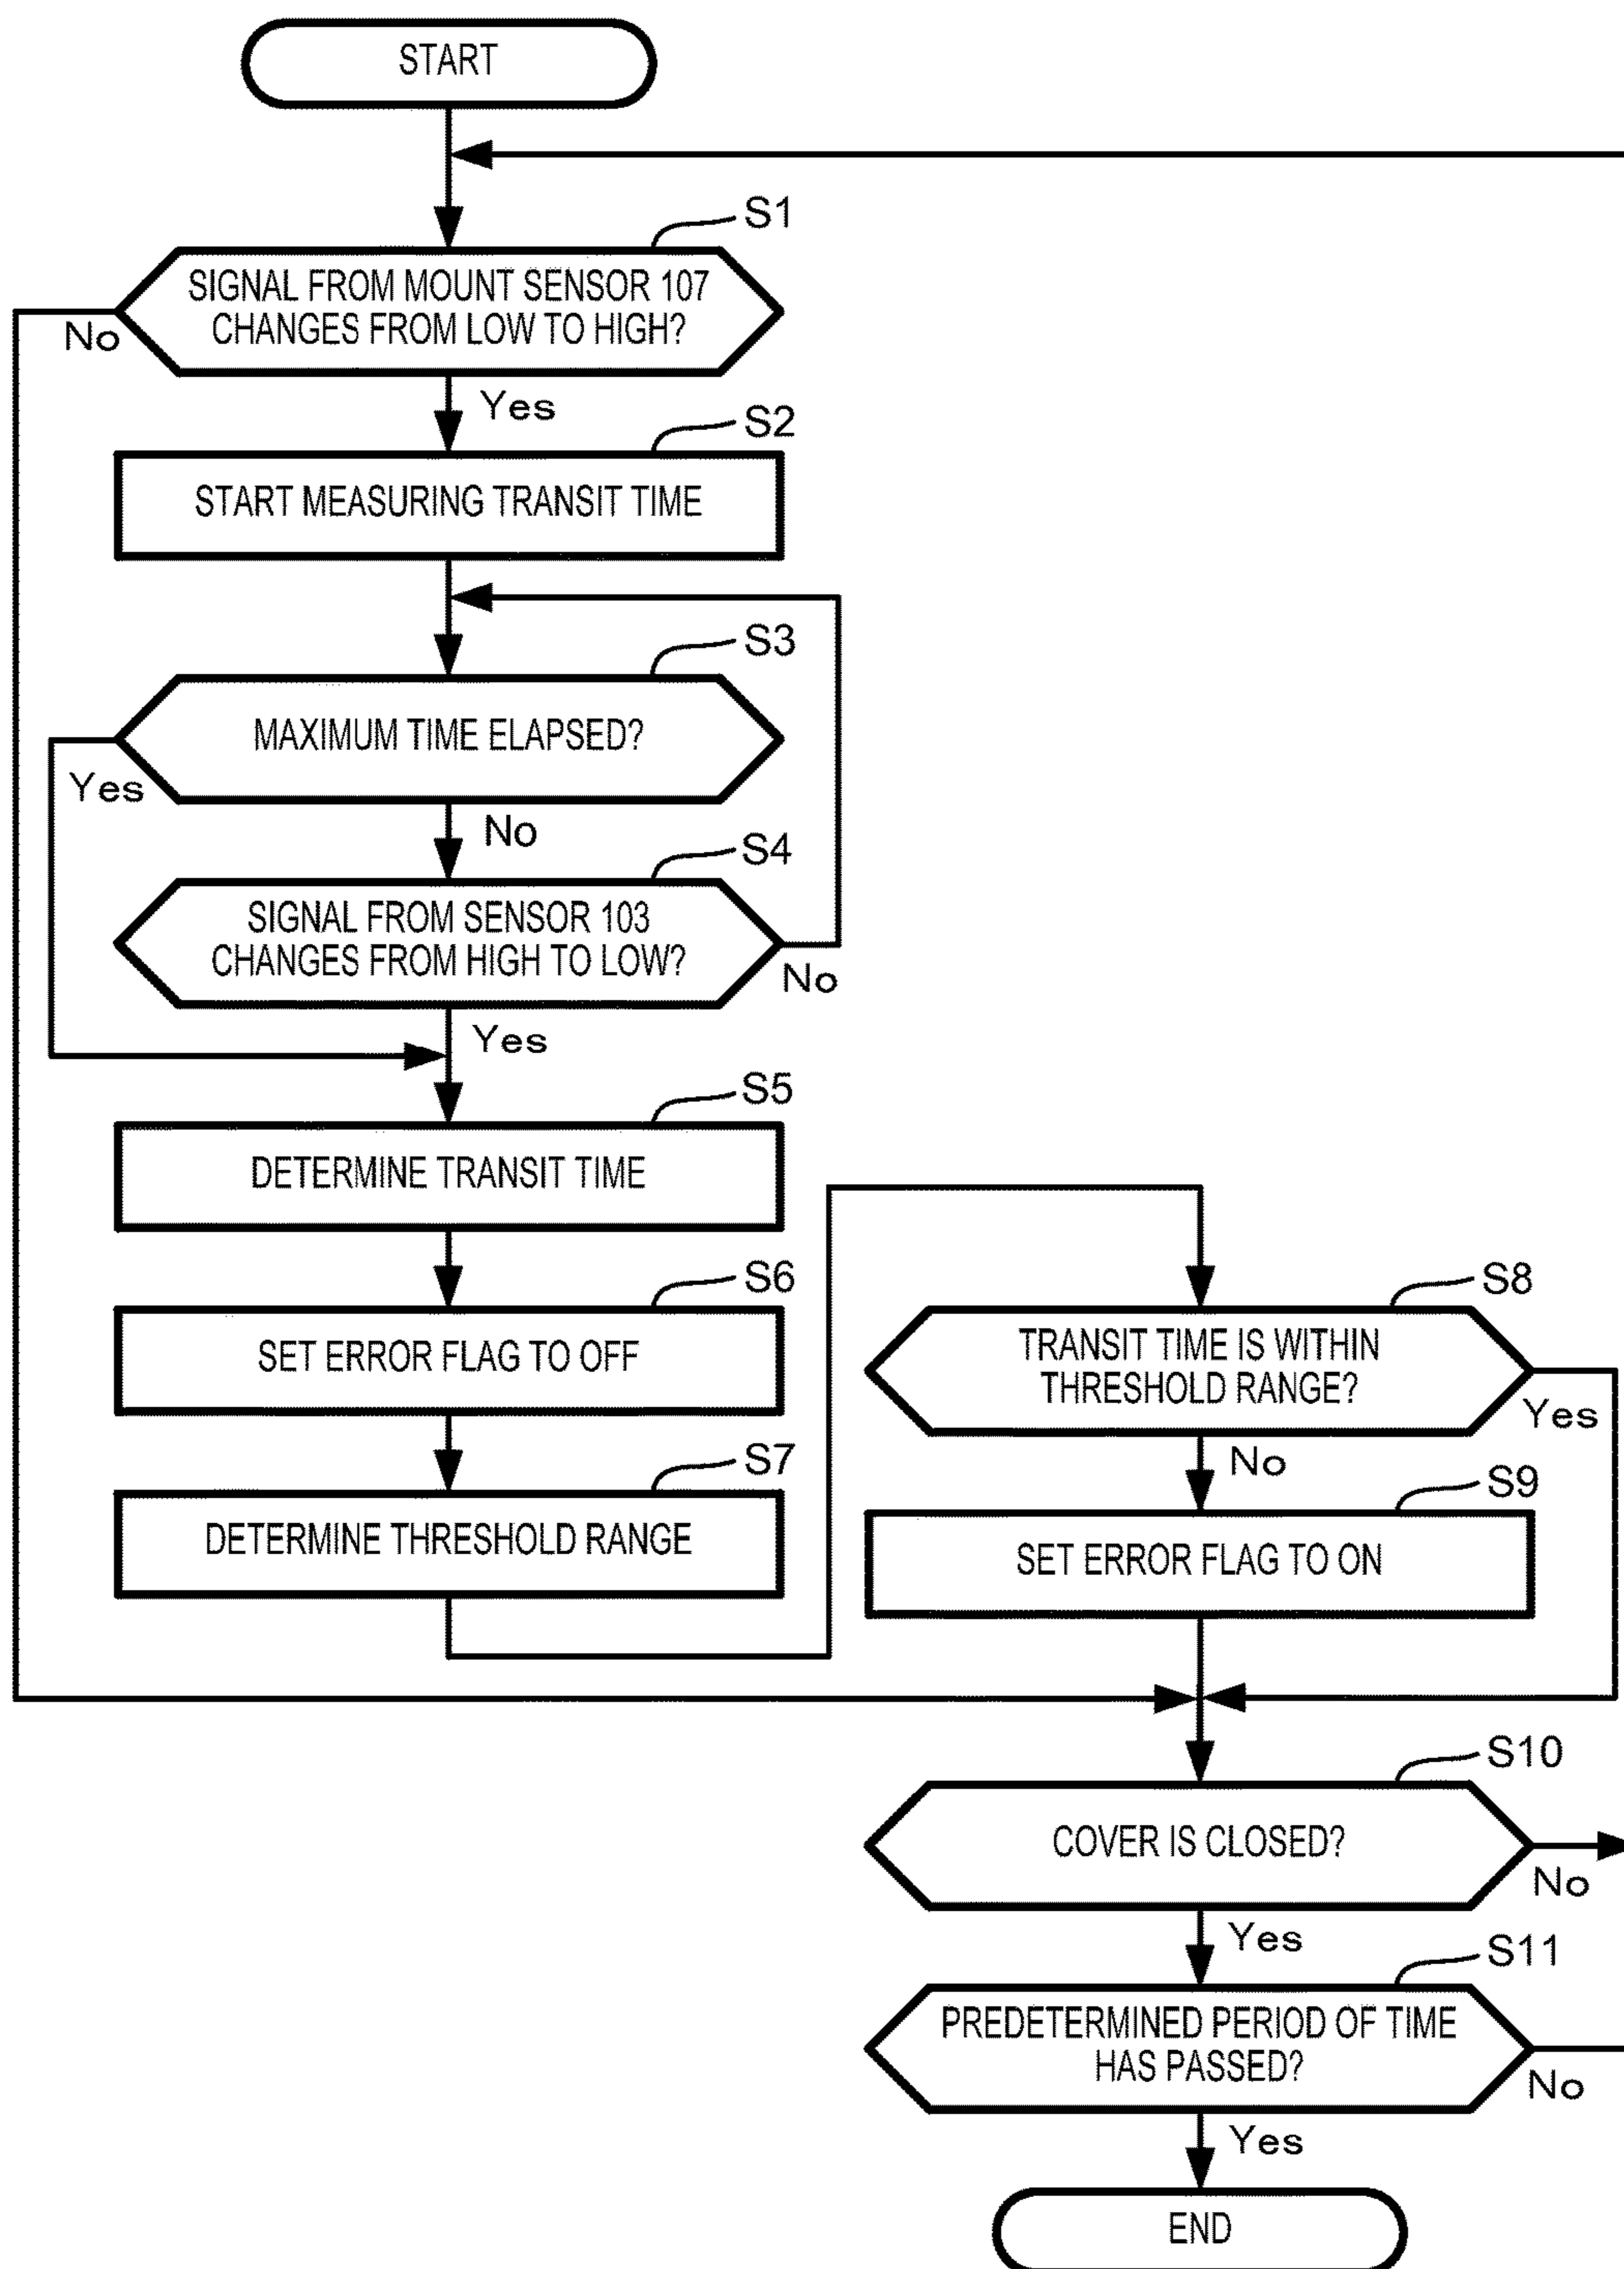 START
S1
SIGNAL FROM MOUNT SENSOR 107
CHANGES FROM LOW TO HIGH?
No
Yes
S2
START MEASURING TRANSIT TIME
S3
MAXIMUM TIME ELAPSED?
Yes
No
S4
SIGNAL FROM SENSOR 103
CHANGES FROM HIGH TO LOW?
No
Yes
S5
DETERMINE TRANSIT TIME
S6
SET ERROR FLAG TO OFF
S7
DETERMINE THRESHOLD RANGE
S8
TRANSIT TIME IS WITHIN
THRESHOLD RANGE?
Yes
No
S9
SET ERROR FLAG TO ON
S10
COVER IS CLOSED?
No
Yes
S11
PREDETERMINED PERIOD OF TIME
HAS PASSED?
No
Yes
END